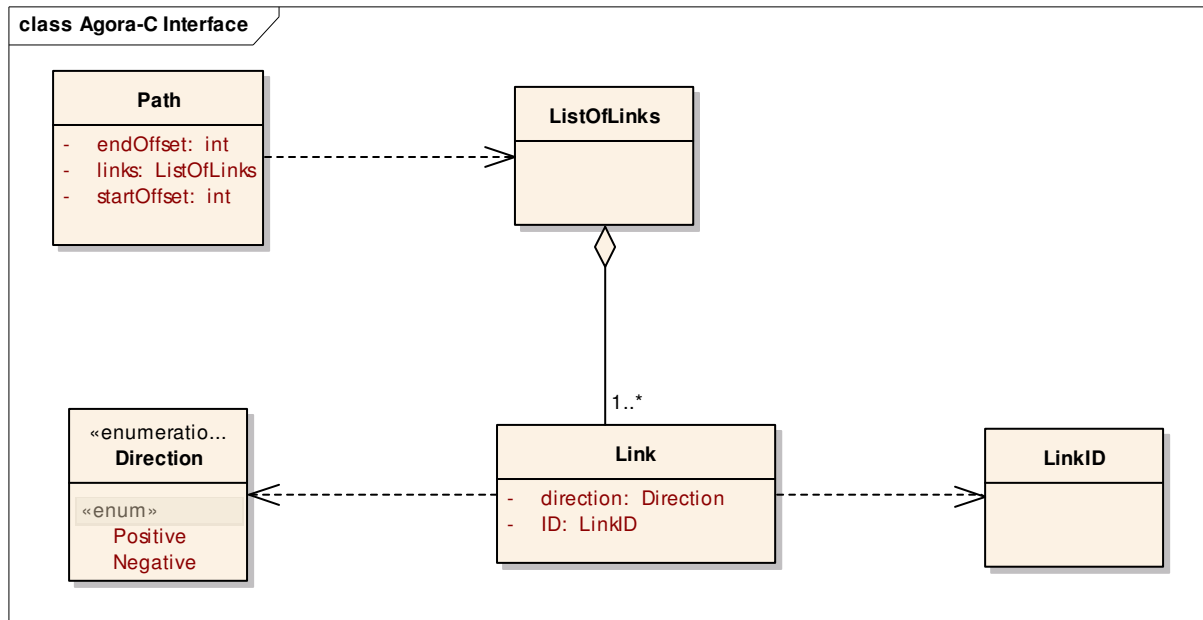 class Agora-C Interface
Path
- endOffset: int
- links: ListOfLinks
- startOffset: int
ListOfLinks
1..*
«enumeratio...
Direction
«enum»
Positive
Negative
Link
- direction: Direction
- ID: LinkID
LinkID